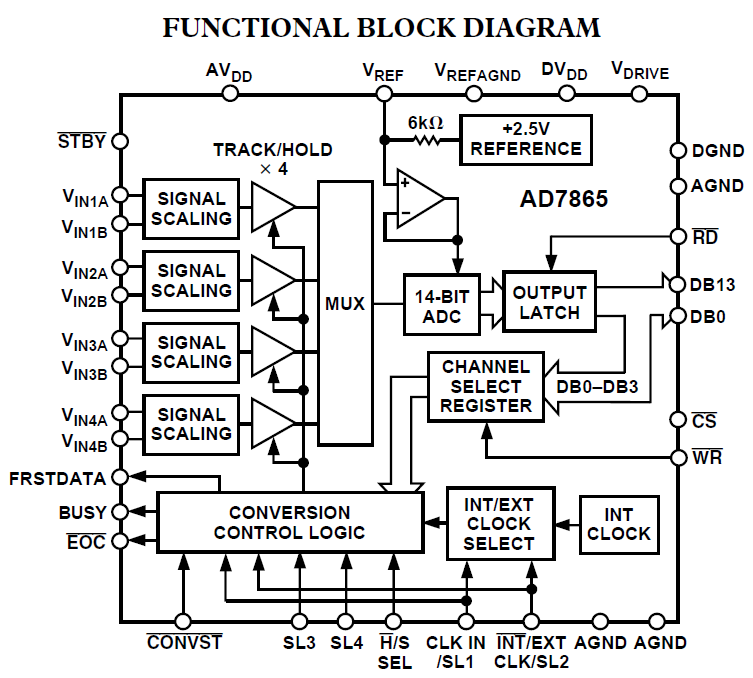 FUNCTIONAL BLOCK DIAGRAM
AVDD
VREF
VREFAGND
DVDD
VDRIVE
STBY
TRACK/HOLD
× 4
6kΩ
+2.5V
REFERENCE
DGND
AD7865
AGND
VIN1A
VIN1B
SIGNAL
SCALING
RD
VIN2A
VIN2B
SIGNAL
SCALING
MUX
14-BIT
ADC
OUTPUT
LATCH
DB13
DB0
VIN3A
VIN3B
SIGNAL
SCALING
CHANNEL
SELECT
REGISTER
DB0–DB3
VIN4A
VIN4B
SIGNAL
SCALING
CS
WR
FRSTDATA
BUSY
EOC
CONVERSION
CONTROL LOGIC
INT/EXT
CLOCK
SELECT
INT
CLOCK
CONVST
SL3
SL4
H/S
SEL
CLK IN
/SL1
INT/EXT
CLK/SL2
AGND
AGND